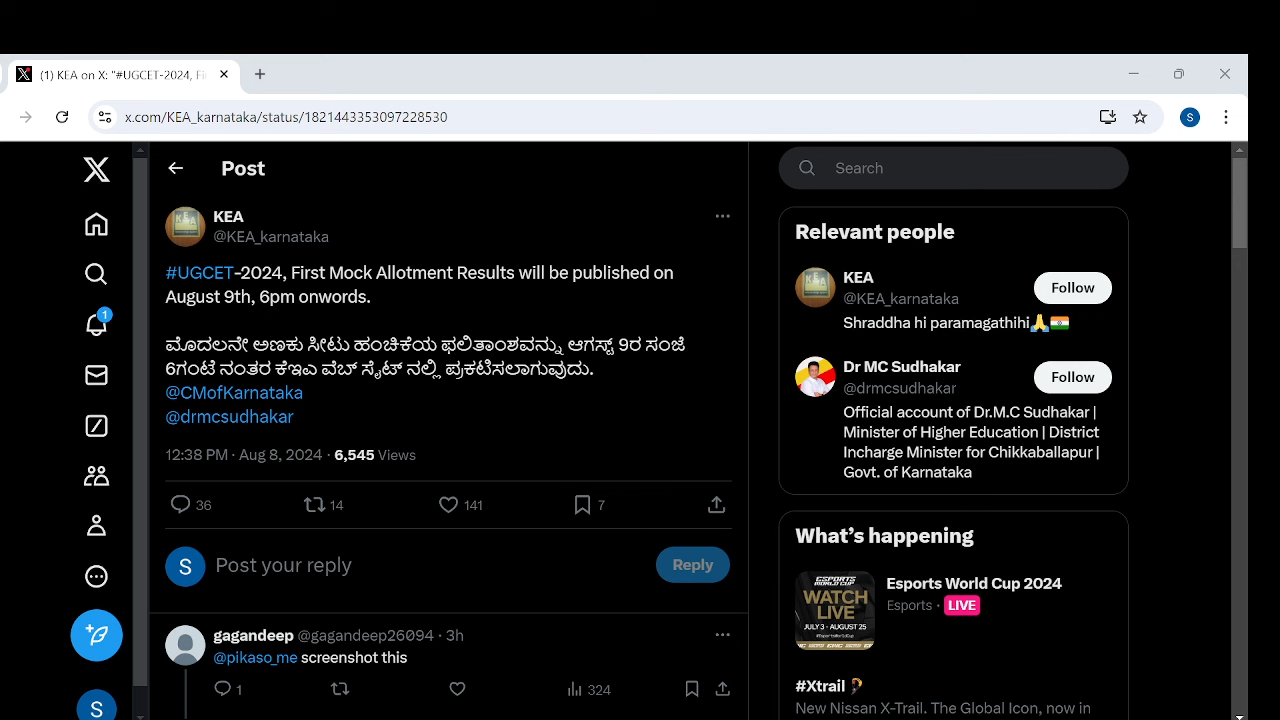 (1) KEA on X: "#UGCET-2024, Fi
x.com/KEA_karnataka/status/1821443353097228530
S
Post
KEA
@KEA_karnataka
#UGCET-2024, First Mock Allotment Results will be published on
August 9th, 6pm onwords.
ಮೊದಲನೇ ಅಣಕು ಸೀಟು ಹಂಚಿಕೆಯ ಫಲಿತಾಂಶವನ್ನು ಆಗಸ್ಟ್ 9ರ ಸಂಜೆ
6ಗಂಟೆ ನಂತರ ಕೆಇಎ ವೆಬ್ ಸೈಟ್ ನಲ್ಲಿ ಪ್ರಕಟಿಸಲಾಗುವುದು.
@CMofKarnataka
@drmcsudhakar
12:38 PM · Aug 8, 2024 · 6,545 Views
36 14 141 7
S Post your reply Reply
gagandeep @gagandeep26094 · 3h
@pikaso_me screenshot this
1 324
1
S
Search
Relevant people
KEA
@KEA_karnataka
Follow
Shraddha hi paramagathihi🙏🇮🇳
Dr MC Sudhakar
@drmcsudhakar
Follow
Official account of Dr.M.C Sudhakar |
Minister of Higher Education | District
Incharge Minister for Chikkaballapur |
Govt. of Karnataka
What's happening
ESPORTS
WORLD CUP
WATCH
LIVE
JULY 3 - AUGUST 25
Esports World Cup 2024
Esports · LIVE
#Xtrail
New Nissan X-Trail. The Global Icon, now in